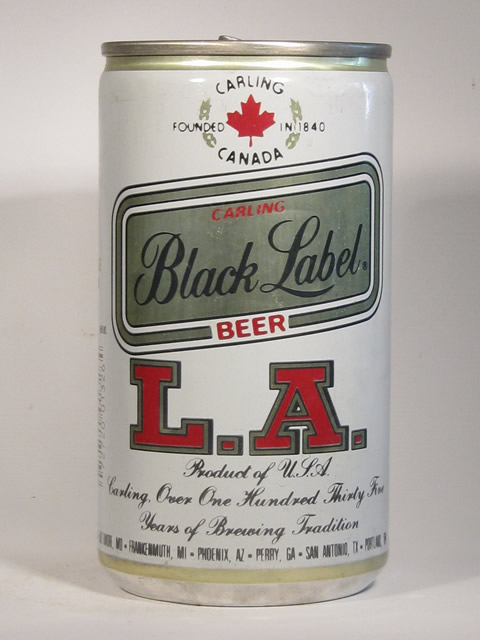 CARLING
FOUNDED IN 1840
CANADA
CARLING
Black Label®
BEER
L.A.
Product of U.S.A.
Carling, Over One Hundred Thirty Five
Years of Brewing Tradition
MD • FRANKENMUTH, MI • PHOENIX, AZ • PERRY, GA • SAN ANTONIO, TX •